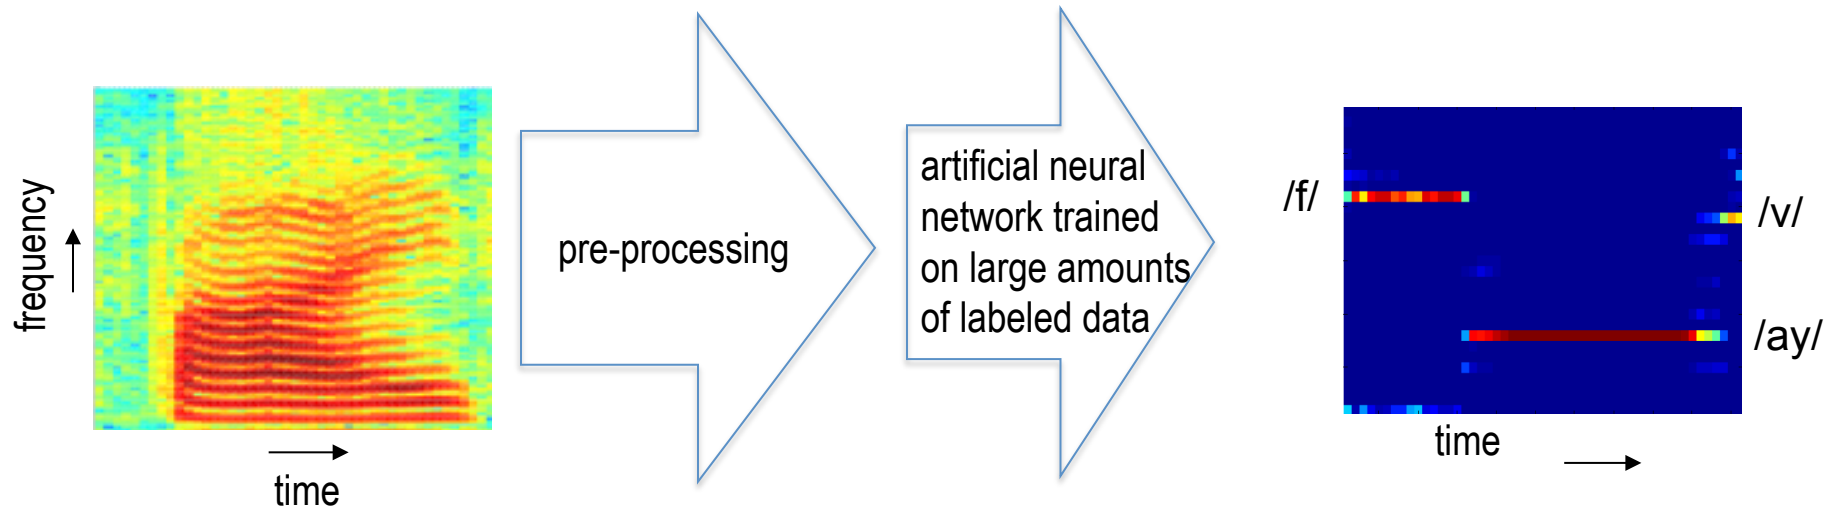 frequency
time
pre-processing
artificial neural
network trained
on large amounts
of labeled data
/f/
/v/
/ay/
time